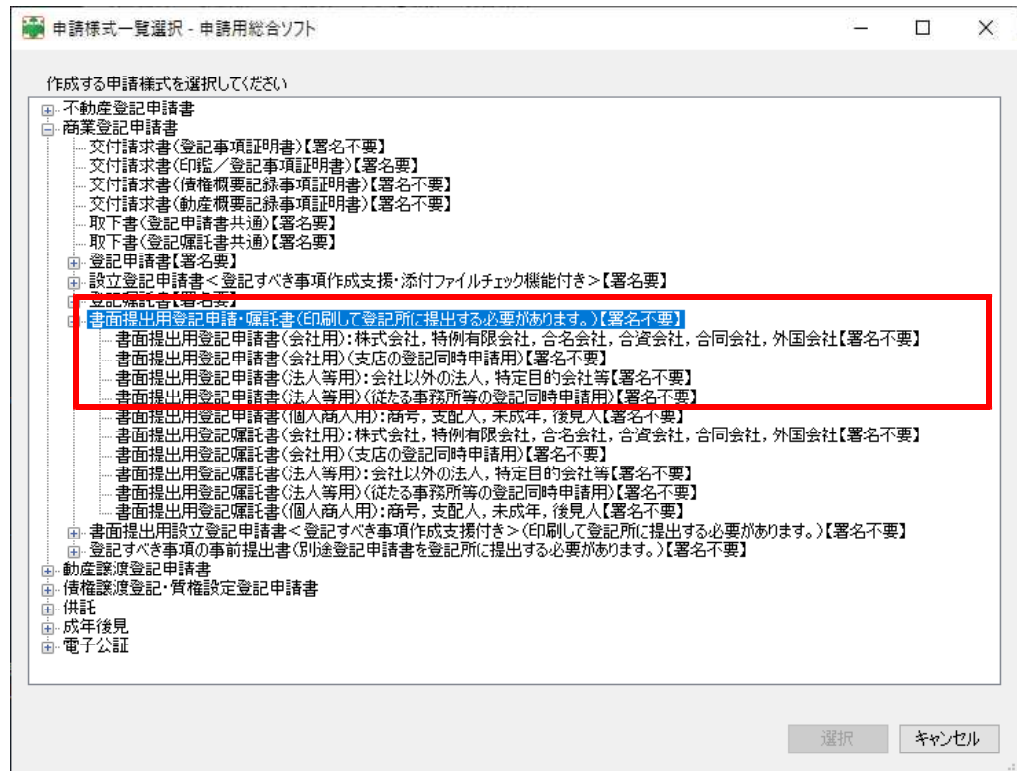 申請様式一覧選択 - 申請用総合ソフト
作成する申請様式を選択してください
不動産登記申請書
商業登記申請書
交付請求書(登記事項証明書)【署名不要】
交付請求書(印鑑／登記事項証明書)【署名要】
交付請求書(債権概要記録事項証明書)【署名不要】
交付請求書(動産概要記録事項証明書)【署名不要】
取下書(登記申請書共通)【署名要】
取下書(登記嘱託書共通)【署名要】
登記申請書【署名要】
設立登記申請書＜登記すべき事項作成支援・添付ファイルチェック機能付き＞【署名要】
登記嘱託書【署名要】
書面提出用登記申請・嘱託書(印刷して登記所に提出する必要があります。)【署名不要】
書面提出用登記申請書(会社用)：株式会社，特例有限会社，合名会社，合資会社，合同会社，外国会社【署名不要】
書面提出用登記申請書(会社用)(支店の登記同時申請用)【署名不要】
書面提出用登記申請書(法人等用)：会社以外の法人，特定目的会社等【署名不要】
書面提出用登記申請書(法人等用)(従たる事務所等の登記同時申請用)【署名不要】
書面提出用登記申請書(個人商人用)：商号，支配人，未成年，後見人【署名不要】
書面提出用登記嘱託書(会社用)：株式会社，特例有限会社，合名会社，合資会社，合同会社，外国会社【署名不要】
書面提出用登記嘱託書(会社用)(支店の登記同時申請用)【署名不要】
書面提出用登記嘱託書(法人等用)：会社以外の法人，特定目的会社等【署名不要】
書面提出用登記嘱託書(法人等用)(従たる事務所等の登記同時申請用)【署名不要】
書面提出用登記嘱託書(個人商人用)：商号，支配人，未成年，後見人【署名不要】
書面提出用設立登記申請書＜登記すべき事項作成支援付き＞(印刷して登記所に提出する必要があります。)【署名不要】
登記すべき事項の事前提出書(別途登記申請書を登記所に提出する必要があります。)【署名不要】
動産譲渡登記申請書
債権譲渡登記・質権設定登記申請書
供託
成年後見
電子公証
選択
キャンセル